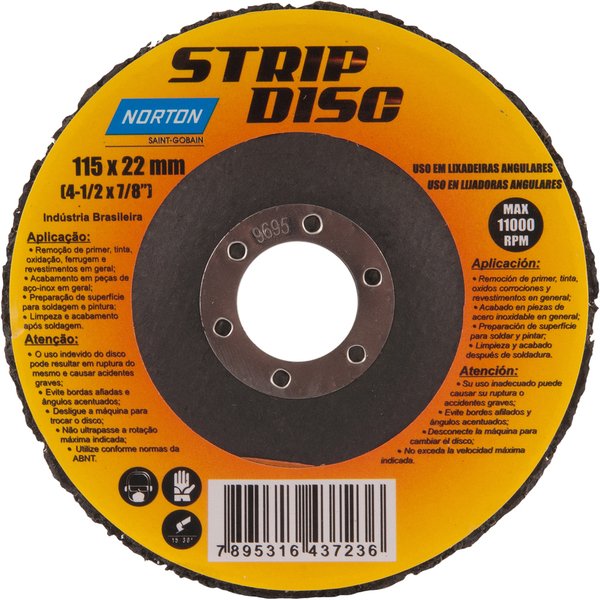 STRIP
DISC
NORTON
SAINT-GOBAIN
115 x 22 mm
(4-1/2 x 7/8")
Indústria Brasileira
Aplicação:
• Remoção de primer, tinta,
oxidação, ferrugem e
revestimentos em geral;
• Acabamento em peças de
aço-inox em geral;
• Preparação de superfície
para soldagem e pintura;
• Limpeza e acabamento
após soldagem.
Atenção:
• O uso indevido do disco
pode resultar em ruptura do
mesmo e causar acidentes
graves;
• Evite bordas afiadas e
ângulos acentuados;
• Desligue a máquina para
trocar o disco;
• Não ultrapasse a rotação
máxima indicada;
• Utilize conforme normas da
ABNT.
9695
USO EM LIXADEIRAS ANGULARES
USO EN LIJADORAS ANGULARES
MAX
11000
RPM
Aplicación:
• Remoción de primer, tinta,
oxidos corrociones y
revestimentos en general;
• Acabado en piezas de
acero inoxidable en general;
• Preparación de superficie
para soldar y pintar;
• Limpieza y acabado
después de soldadura.
Atención:
• Su uso inadecuado puede
causar su ruptura o
accidentes graves;
• Evite bordes afilados y
ângulos acentuados;
• Desconecte la máquina para
cambiar el disco;
• No exceda la velocidad máxima
indicada.
15°30°
7 895316 437236